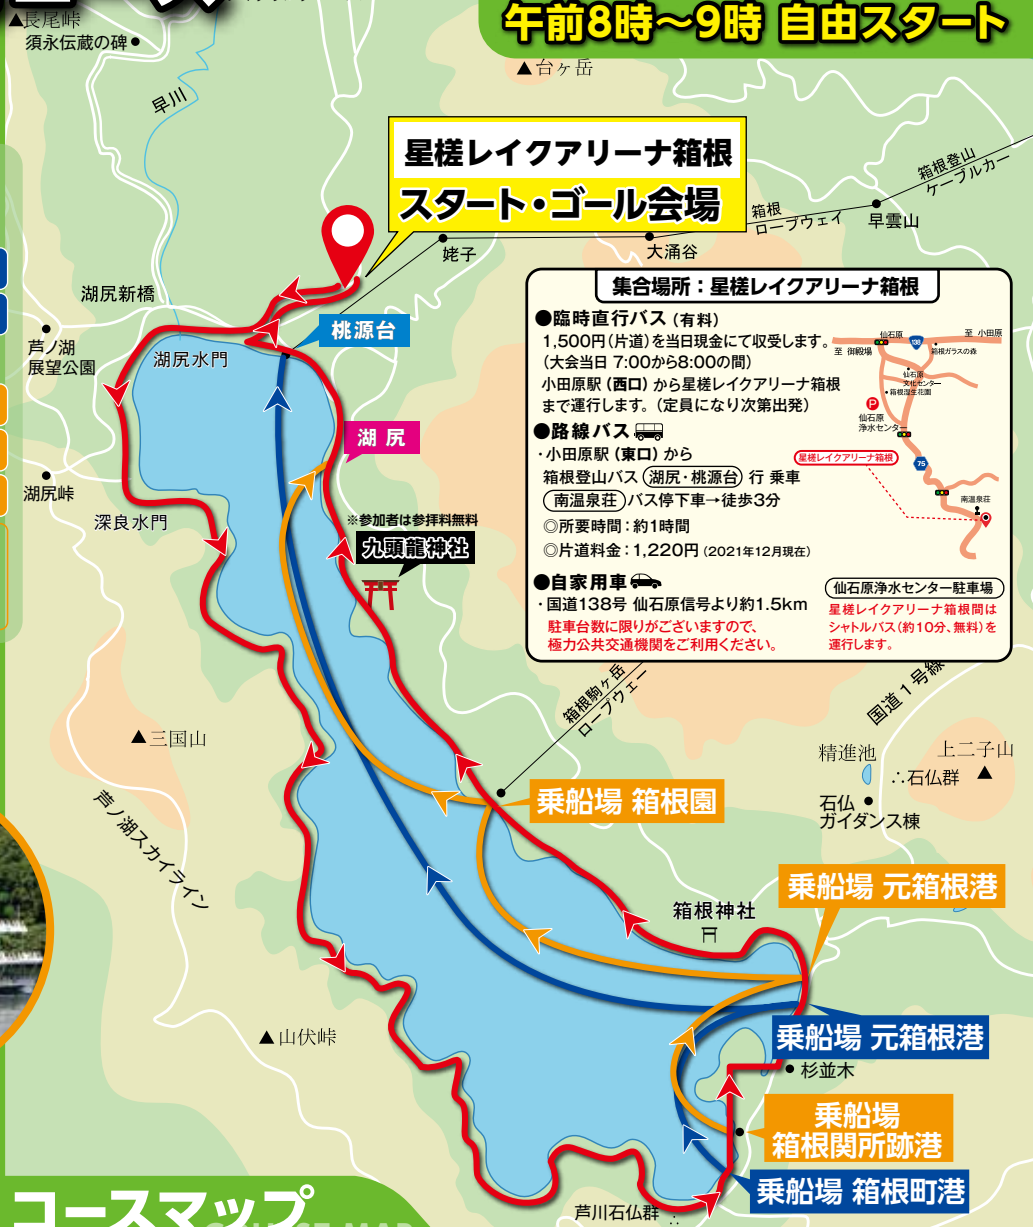 ▲長尾峠
須永伝蔵の碑●
午前8時〜9時 自由スタート
▲台ヶ岳
早川
星槎レイクアリーナ箱根
スタート・ゴール会場
箱根登山
ケーブルカー
箱根
ロープウェイ
早雲山
姥子
大涌谷
湖尻新橋
桃源台
芦ノ湖
展望公園
湖尻水門
湖 尻
湖尻峠
深良水門
※参加者は参拝料無料
九頭龍神社
集合場所：星槎レイクアリーナ箱根
●臨時直行バス（有料）
1,500円（片道）を当日現金にて収受します。
（大会当日 7:00から8:00の間）
小田原駅（西口）から星槎レイクアリーナ箱根
まで運行します。（定員になり次第出発）
●路線バス
・小田原駅（東口）から
箱根登山バス 湖尻・桃源台 行 乗車
南温泉荘 バス停下車→徒歩3分
◎所要時間：約1時間
◎片道料金：1,220円（2021年12月現在）
●自家用車
・国道138号 仙石原信号より約1.5km
駐車台数に限りがございますので、
極力公共交通機関をご利用ください。
仙石原
至 小田原
138
至 御殿場
箱根ガラスの森
仙石原
文化センター
箱根湿生花園
P
仙石原
浄水センター
星槎レイクアリーナ箱根
75
南温泉荘
仙石原浄水センター駐車場
星槎レイクアリーナ箱根間は
シャトルバス（約10分、無料）を
運行します。
箱根駒ヶ岳
ロープウェー
国道1号線
▲三国山
精進池
上二子山
▲
∴石仏群
石仏
ガイダンス棟
芦ノ湖スカイライン
乗船場 箱根園
乗船場 元箱根港
箱根神社
乗船場 元箱根港
▲山伏峠
杉並木
乗船場
箱根関所跡港
乗船場 箱根町港
芦川石仏群
コースマップ